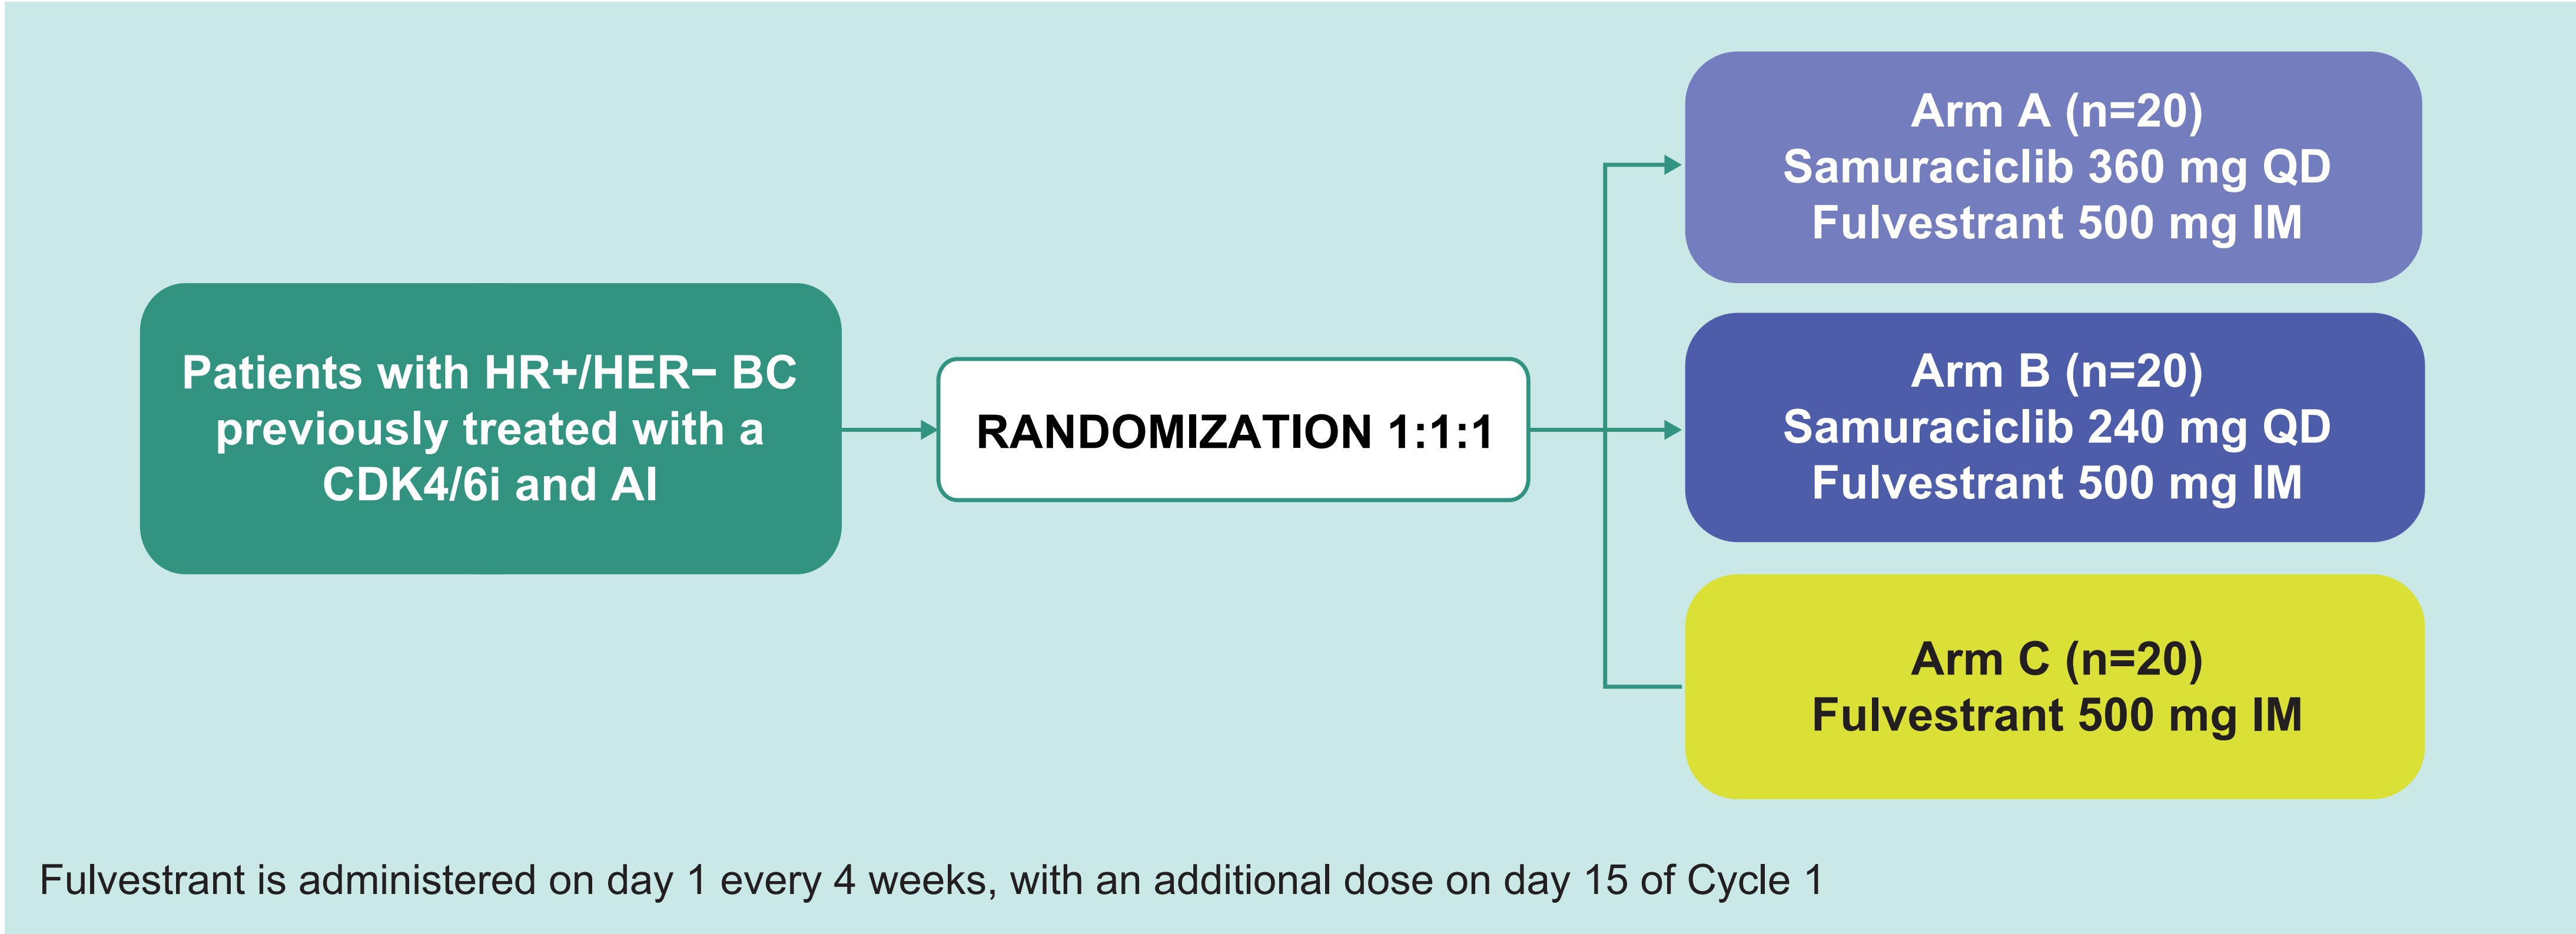 Patients with HR+/HER− BC
previously treated with a
CDK4/6i and AI
RANDOMIZATION 1:1:1
Arm A (n=20)
Samuraciclib 360 mg QD
Fulvestrant 500 mg IM
Arm B (n=20)
Samuraciclib 240 mg QD
Fulvestrant 500 mg IM
Arm C (n=20)
Fulvestrant 500 mg IM
Fulvestrant is administered on day 1 every 4 weeks, with an additional dose on day 15 of Cycle 1